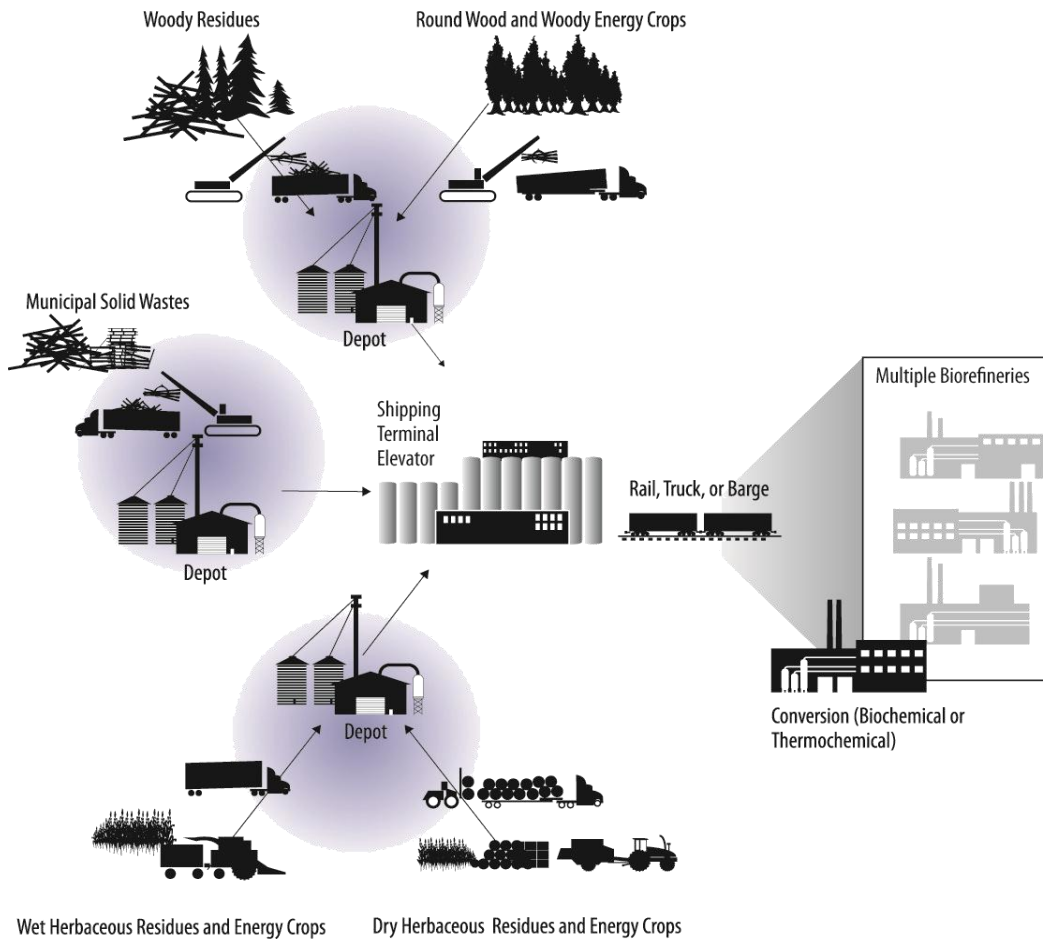 Woody Residues
Round Wood and Woody Energy Crops
Depot
Municipal Solid Wastes
Depot
Shipping
Terminal
Elevator
Rail, Truck, or Barge
Multiple Biorefineries
Conversion (Biochemical or
Thermochemical)
Depot
Wet Herbaceous Residues and Energy Crops
Dry Herbaceous Residues and Energy Crops